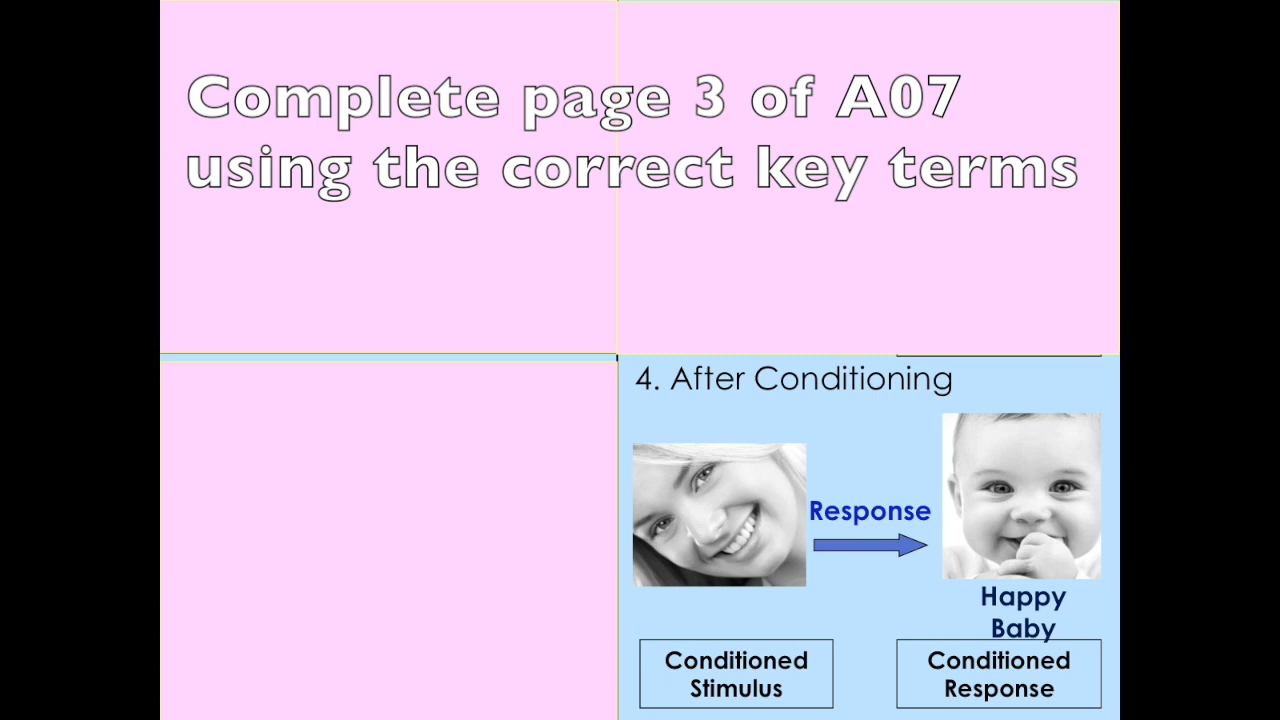 Complete page 3 of A07
using the correct key terms
4. After Conditioning
Response
Happy
Baby
Conditioned
Stimulus
Conditioned
Response